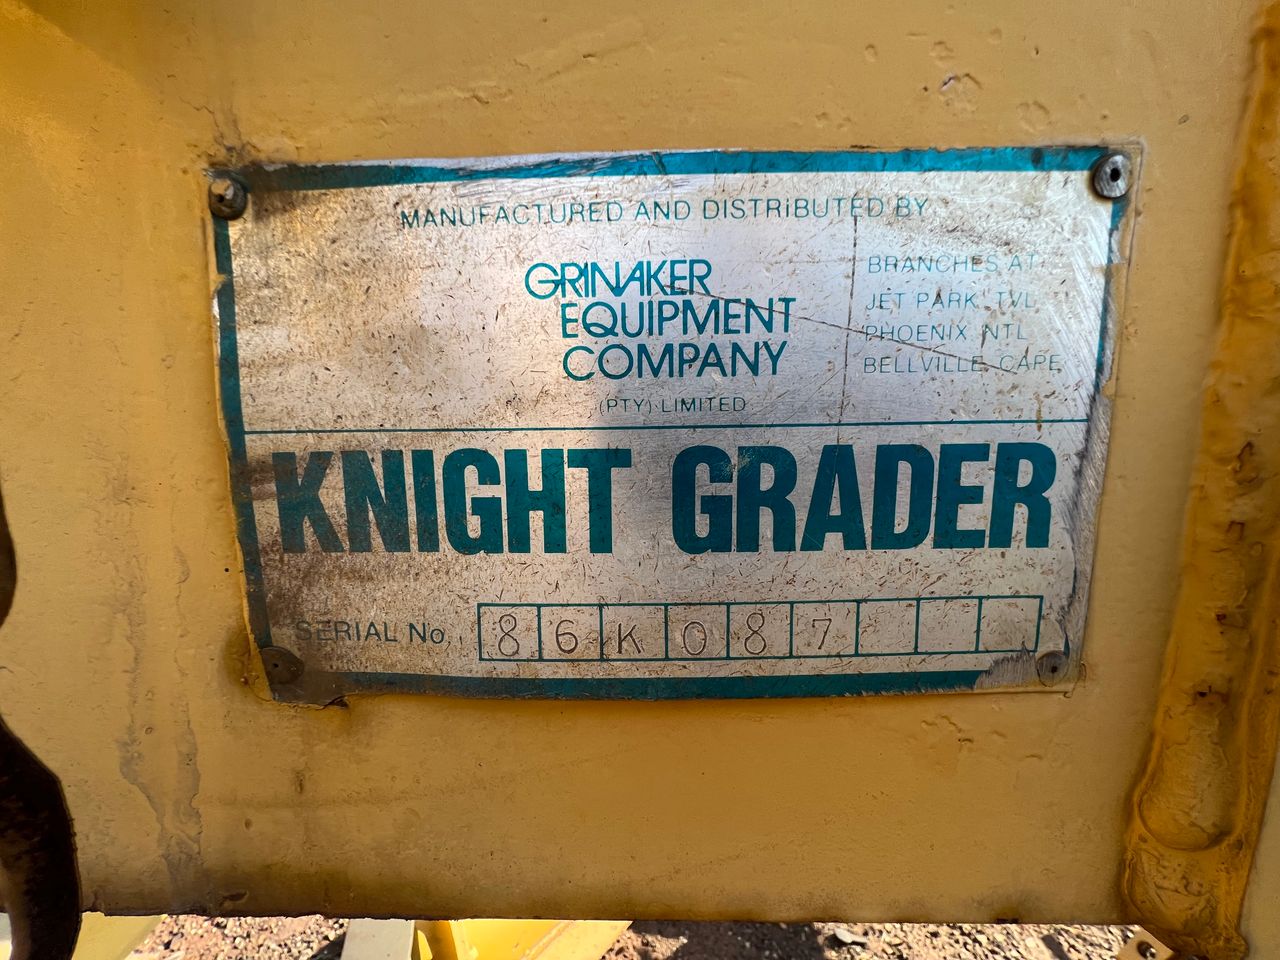 MANUFACTURED AND DISTRIBUTED BY
GRINAKER
EQUIPMENT
COMPANY
(PTY) LIMITED
BRANCHES AT
JET PARK, TVL
PHOENIX NTL
BELLVILLE CAPE
KNIGHT GRADER
SERIAL No. 86K087